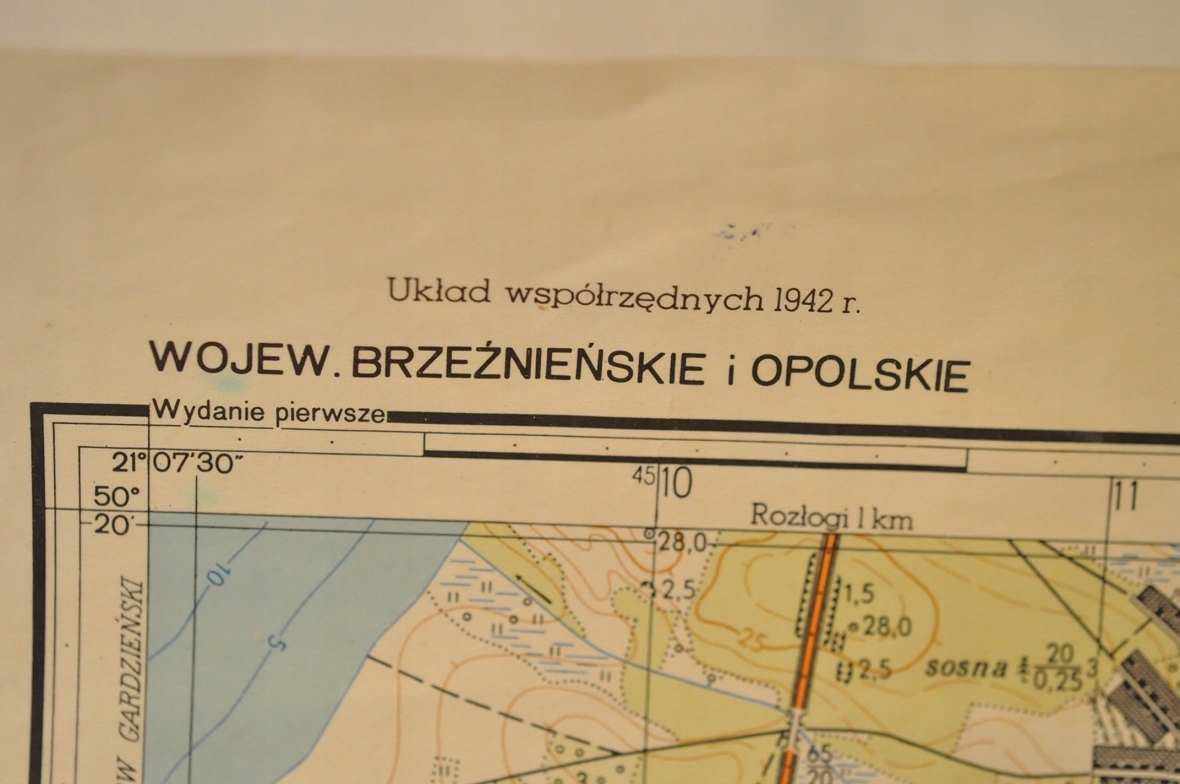 Układ współrzędnych 1942 r.
WOJEW. BRZEŹNIEŃSKIE i OPOLSKIE
Wydanie pierwsze
21°07'30"
4510
11
50°
20'
Rozłogi 1 km
28,0
10
2,5
1,5
25
28,0
5
2,5
sosna 20 3
0,25
GARDZIEŃSKI
W
65
20
3